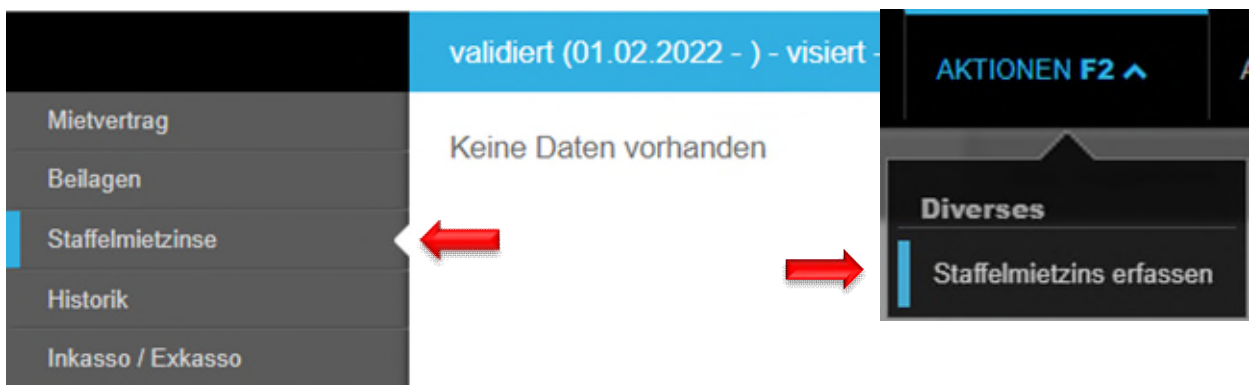 validiert (01.02.2022 - ) - visiert -
Mietvertrag
Beilagen
Staffelmietzinse
Historik
Inkasso / Exkasso
Keine Daten vorhanden
AKTIONEN F2
Diverses
Staffelmietzins erfassen